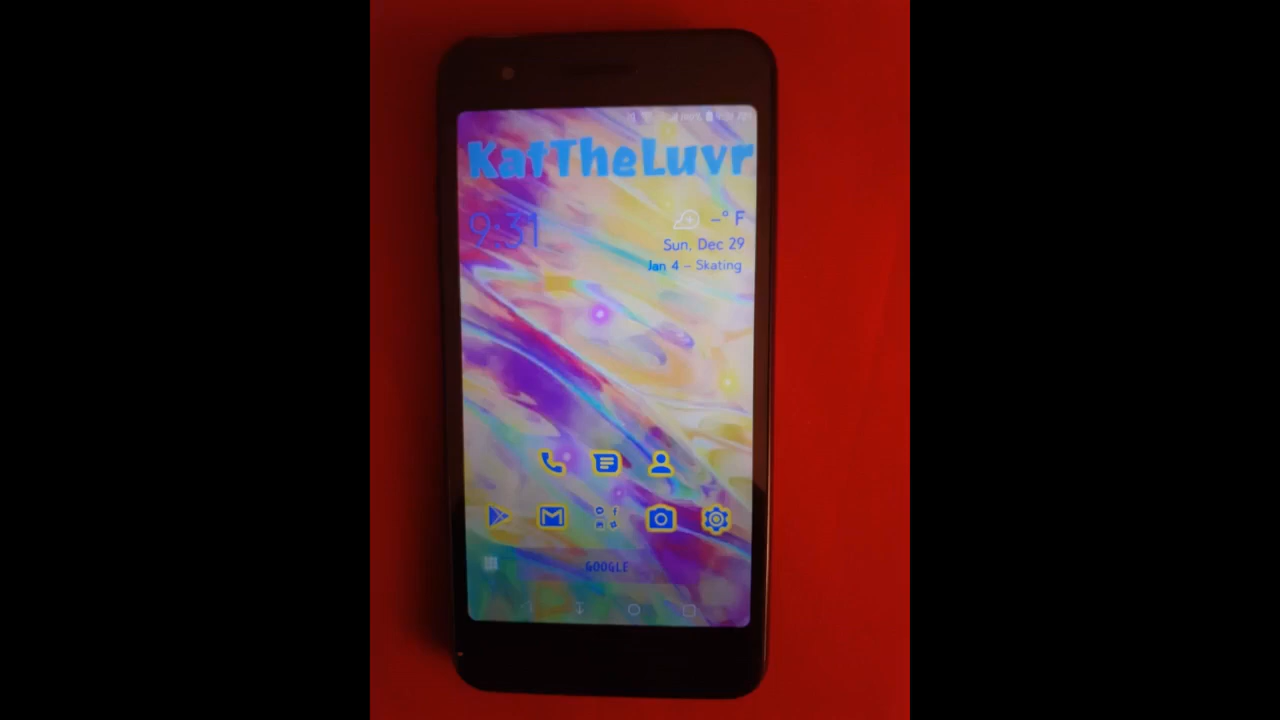 KatTheLuvr
9:31
–° F
Sun, Dec 29
Jan 4 – Skating
GOOGLE